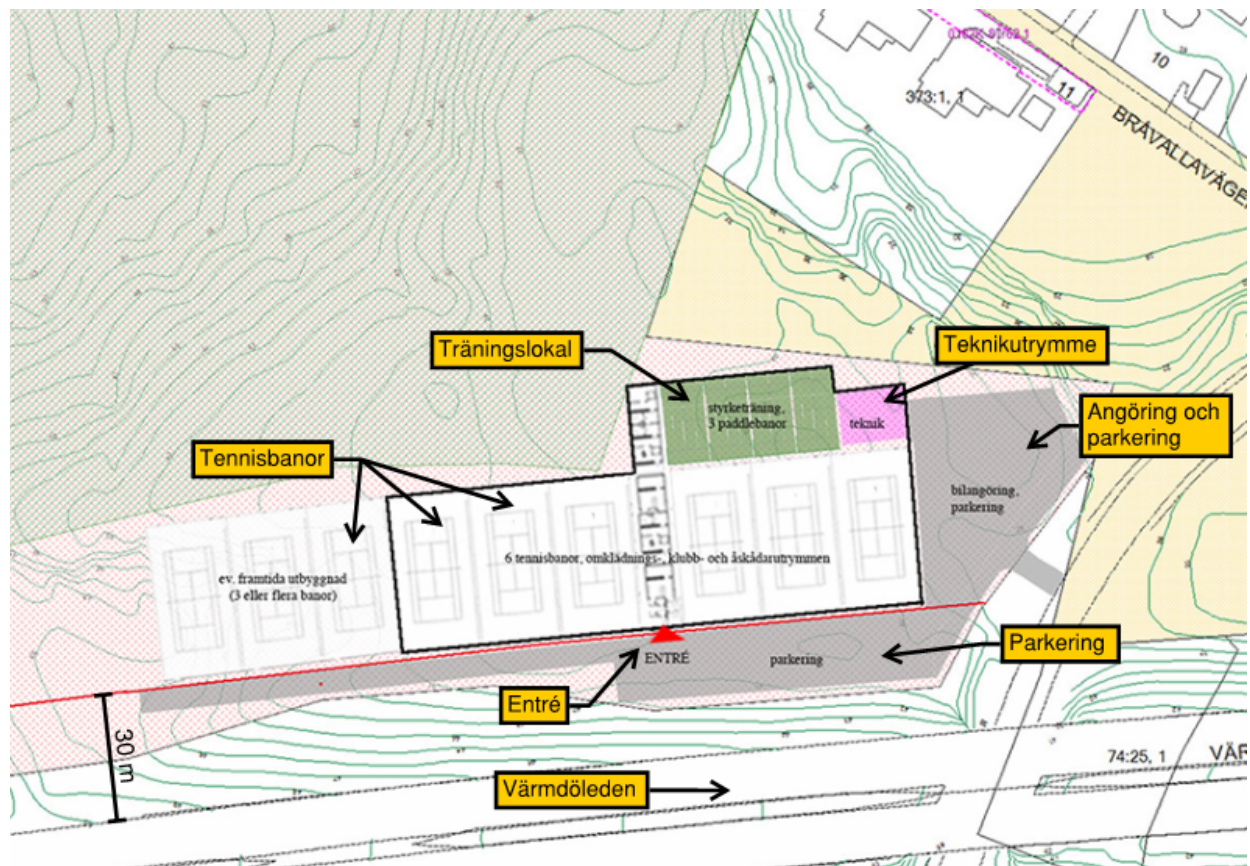 373:1, 1
11
10
BRÅVALLAVÄGE
Träningslokal
Teknikutrymme
styrketräning,
3 paddlebanor
teknik
Angöring och
parkering
Tennisbanor
bilangöring,
parkering
6 tennisbanor, omklädnings-, klubb- och åskådarutrymmen
ev. framtida utbyggnad
(3 eller flera banor)
ENTRÉ
parkering
Parkering
Entré
30 m
74:25, 1
VÄR
Värmdöleden